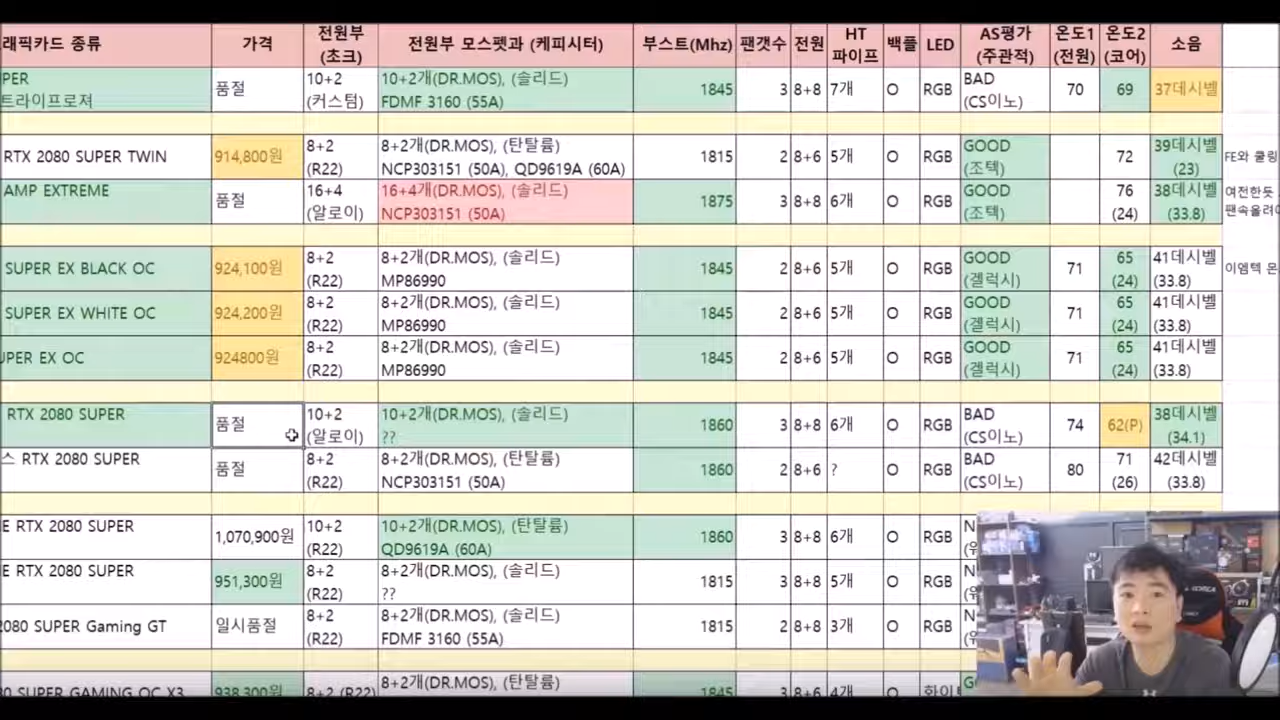 래픽카드 종류 가격 전원부 (초크) 전원부 모스펫과 (케피시터) 부스트(Mhz) 팬갯수 전원 HT 파이프 백플 LED AS평가 (주관적) 온도1 (전원) 온도2 (코어) 소음
PER 트라이프로져 품절 10+2 (커스텀) 10+2개(DR.MOS), (솔리드) FDMF 3160 (55A) 1845 3 8+8 7개 O RGB BAD (CS이노) 70 69 37데시벨
RTX 2080 SUPER TWIN 914,800원 8+2 (R22) 8+2개(DR.MOS), (탄탈륨) NCP303151 (50A), QD9619A (60A) 1815 2 8+6 5개 O RGB GOOD (조텍) 72 39데시벨 (23) FE와 쿨링
AMP EXTREME 품절 16+4 (알로이) 16+4개(DR.MOS), (솔리드) NCP303151 (50A) 1875 3 8+8 6개 O RGB GOOD (조텍) 76 (24) 38데시벨 (33.8) 여전한듯 팬속올려
SUPER EX BLACK OC 924,100원 8+2 (R22) 8+2개(DR.MOS), (솔리드) MP86990 1845 2 8+6 5개 O RGB GOOD (겔럭시) 71 65 (24) 41데시벨 (33.8) 이엠텍 온
SUPER EX WHITE OC 924,200원 8+2 (R22) 8+2개(DR.MOS), (솔리드) MP86990 1845 2 8+6 5개 O RGB GOOD (겔럭시) 71 65 (24) 41데시벨 (33.8)
UPER EX OC 924800원 8+2 (R22) 8+2개(DR.MOS), (솔리드) MP86990 1845 2 8+6 5개 O RGB GOOD (겔럭시) 71 65 (24) 41데시벨 (33.8)
RTX 2080 SUPER 품절 10+2 (알로이) 10+2개(DR.MOS), (솔리드) ?? 1860 3 8+8 6개 O RGB BAD (CS이노) 74 62(P) 38데시벨 (34.1)
스 RTX 2080 SUPER 품절 8+2 (R22) 8+2개(DR.MOS), (탄탈륨) NCP303151 (50A) 1860 2 8+6 ? O RGB BAD (CS이노) 80 71 (26) 42데시벨 (33.8)
E RTX 2080 SUPER 1,070,900원 10+2 (R22) 10+2개(DR.MOS), (탄탈륨) QD9619A (60A) 1860 3 8+8 6개 O RGB
E RTX 2080 SUPER 951,300원 8+2 (R22) 8+2개(DR.MOS), (솔리드) ?? 1815 3 8+8 5개 O RGB
2080 SUPER Gaming GT 일시품절 8+2 (R22) 8+2개(DR.MOS), (솔리드) FDMF 3160 (55A) 1815 2 8+8 3개 O RGB
80 SUPER GAMING OC X3 938,300원 8+2 (R22) 8+2개(DR.MOS), (탄탈륨) 1845 3 8+6 4개 O